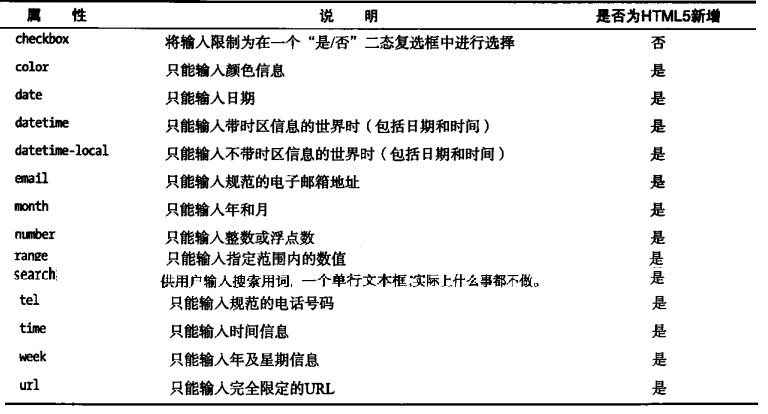 属 性 说 明 是否为HTML5新增
checkbox 将输入限制为在一个“是/否”二态复选框中进行选择 否
color 只能输入颜色信息 是
date 只能输入日期 是
datetime 只能输入带时区信息的世界时（包括日期和时间） 是
datetime-local 只能输入不带时区信息的世界时（包括日期和时间） 是
email 只能输入规范的电子邮箱地址 是
month 只能输入年和月 是
number 只能输入整数或浮点数 是
range 只能输入指定范围内的数值 是
search 供用户输入搜索用词，一个单行文本框,实际上什么事都不做。 是
tel 只能输入规范的电话号码 是
time 只能输入时间信息 是
week 只能输入年及星期信息 是
url 只能输入完全限定的URL 是